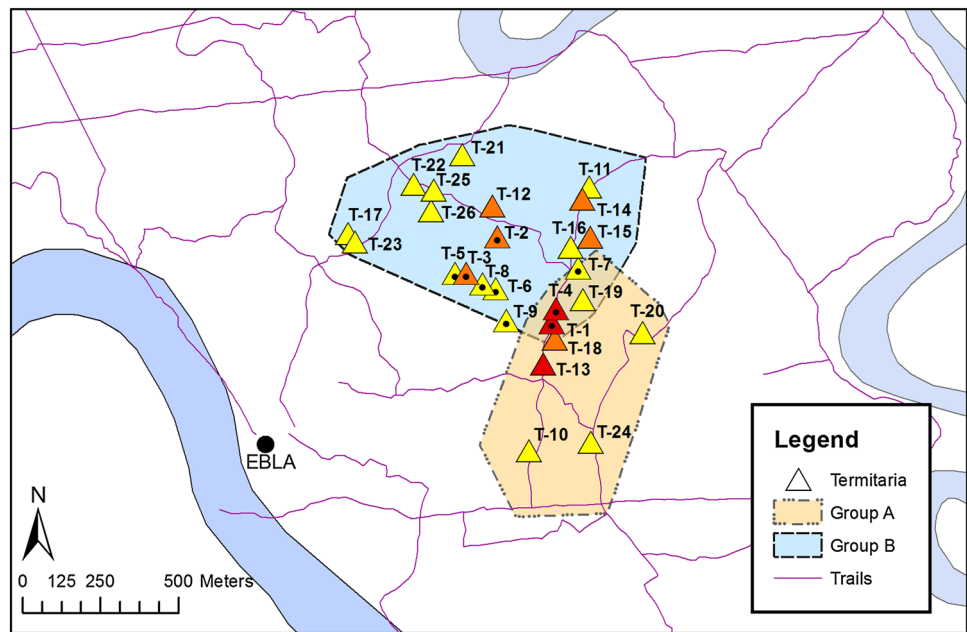 T-21
T-22
T-25
T-11
T-12
T-26
T-14
T-17
T-2
T-16
T-15
T-23
T-5
T-3
T-8
T-7
T-6
T-4
T-19
T-9
T-1
T-20
T-18
T-13
T-10
T-24
EBLA
N
0 125 250 500 Meters
Legend
Termitaria
Group A
Group B
Trails